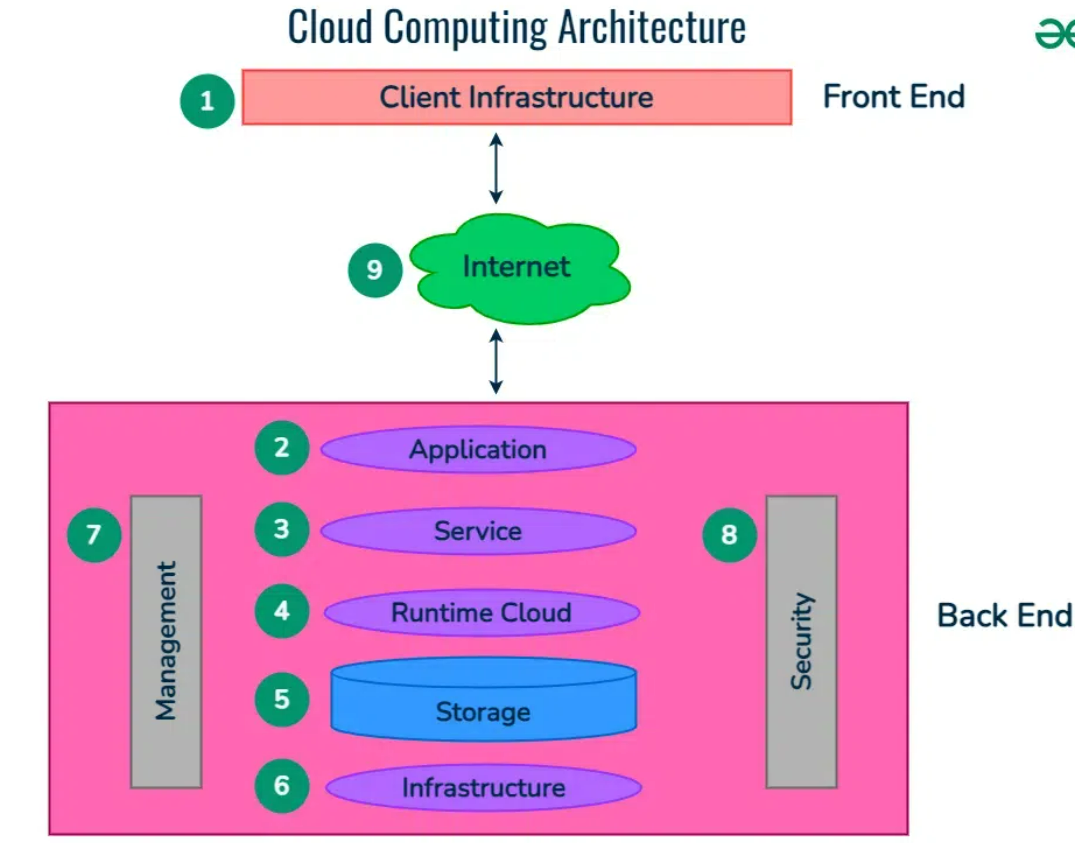 Cloud Computing Architecture
1
Client Infrastructure
Front End
9
Internet
2
Application
3
Service
4
Runtime Cloud
5
Storage
6
Infrastructure
7
Management
8
Security
Back End